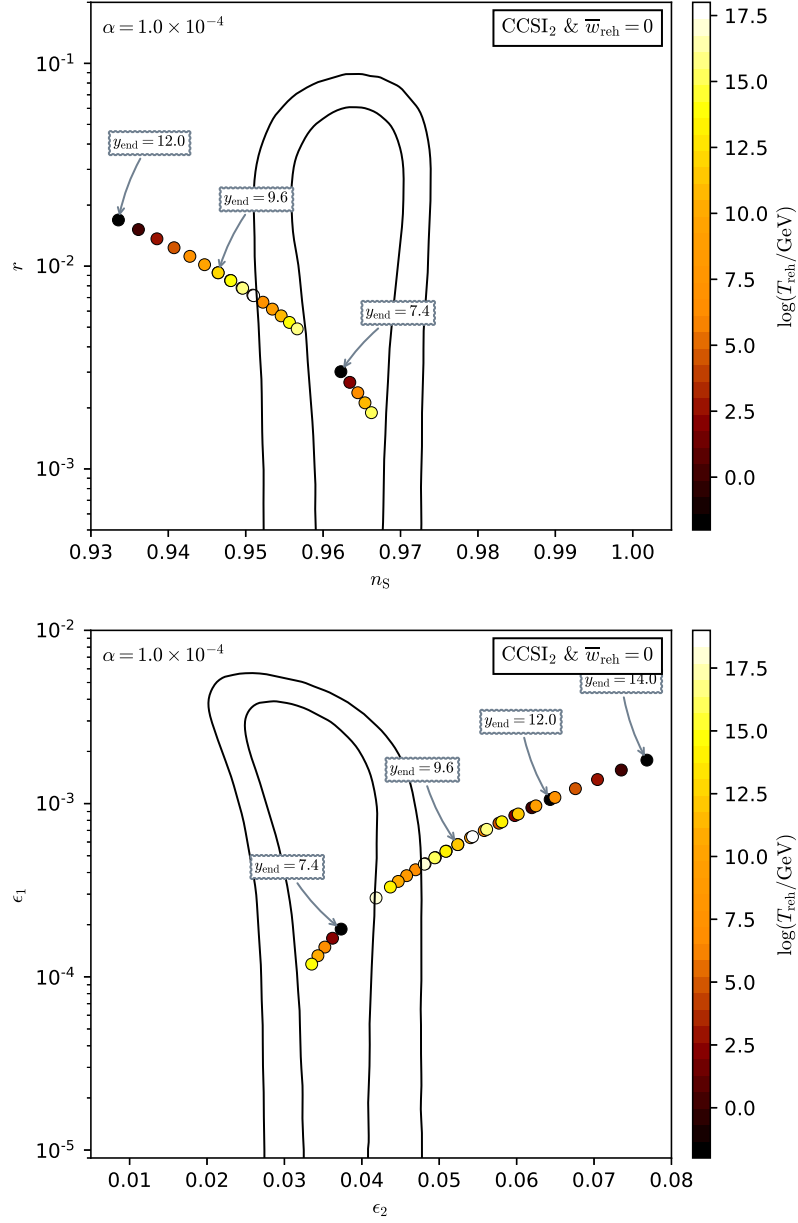 α = 1.0 × 10⁻⁴
CCSI₂ & w̅_reh = 0
y_end = 12.0
y_end = 9.6
y_end = 7.4
10⁻¹
10⁻²
10⁻³
r
0.93 0.94 0.95 0.96 0.97 0.98 0.99 1.00
n_S
17.5
15.0
12.5
10.0
7.5
5.0
2.5
0.0
log(T_reh/GeV)
α = 1.0 × 10⁻⁴
CCSI₂ & w̅_reh = 0
y_end = 14.0
y_end = 12.0
y_end = 9.6
y_end = 7.4
10⁻²
10⁻³
10⁻⁴
10⁻⁵
ϵ₁
0.01 0.02 0.03 0.04 0.05 0.06 0.07 0.08
ϵ₂
17.5
15.0
12.5
10.0
7.5
5.0
2.5
0.0
log(T_reh/GeV)